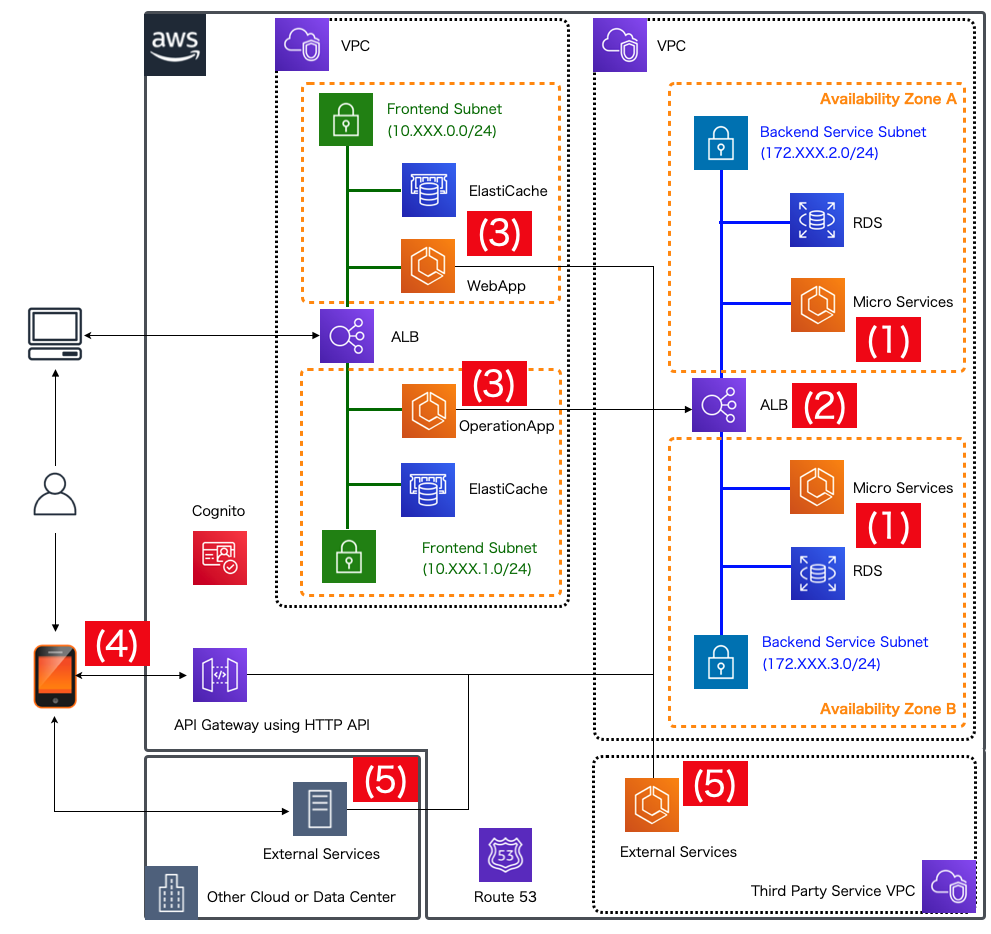 aws
VPC
Frontend Subnet
(10.XXX.0.0/24)
ElastiCache
(3)
WebApp
ALB
(3)
OperationApp
ElastiCache
Frontend Subnet
(10.XXX.1.0/24)
Cognito
VPC
Availability Zone A
Backend Service Subnet
(172.XXX.2.0/24)
RDS
Micro Services
(1)
ALB
(2)
Micro Services
(1)
RDS
Backend Service Subnet
(172.XXX.3.0/24)
Availability Zone B
(4)
</>
API Gateway using HTTP API
(5)
External Services
Other Cloud or Data Center
53
Route 53
(5)
External Services
Third Party Service VPC